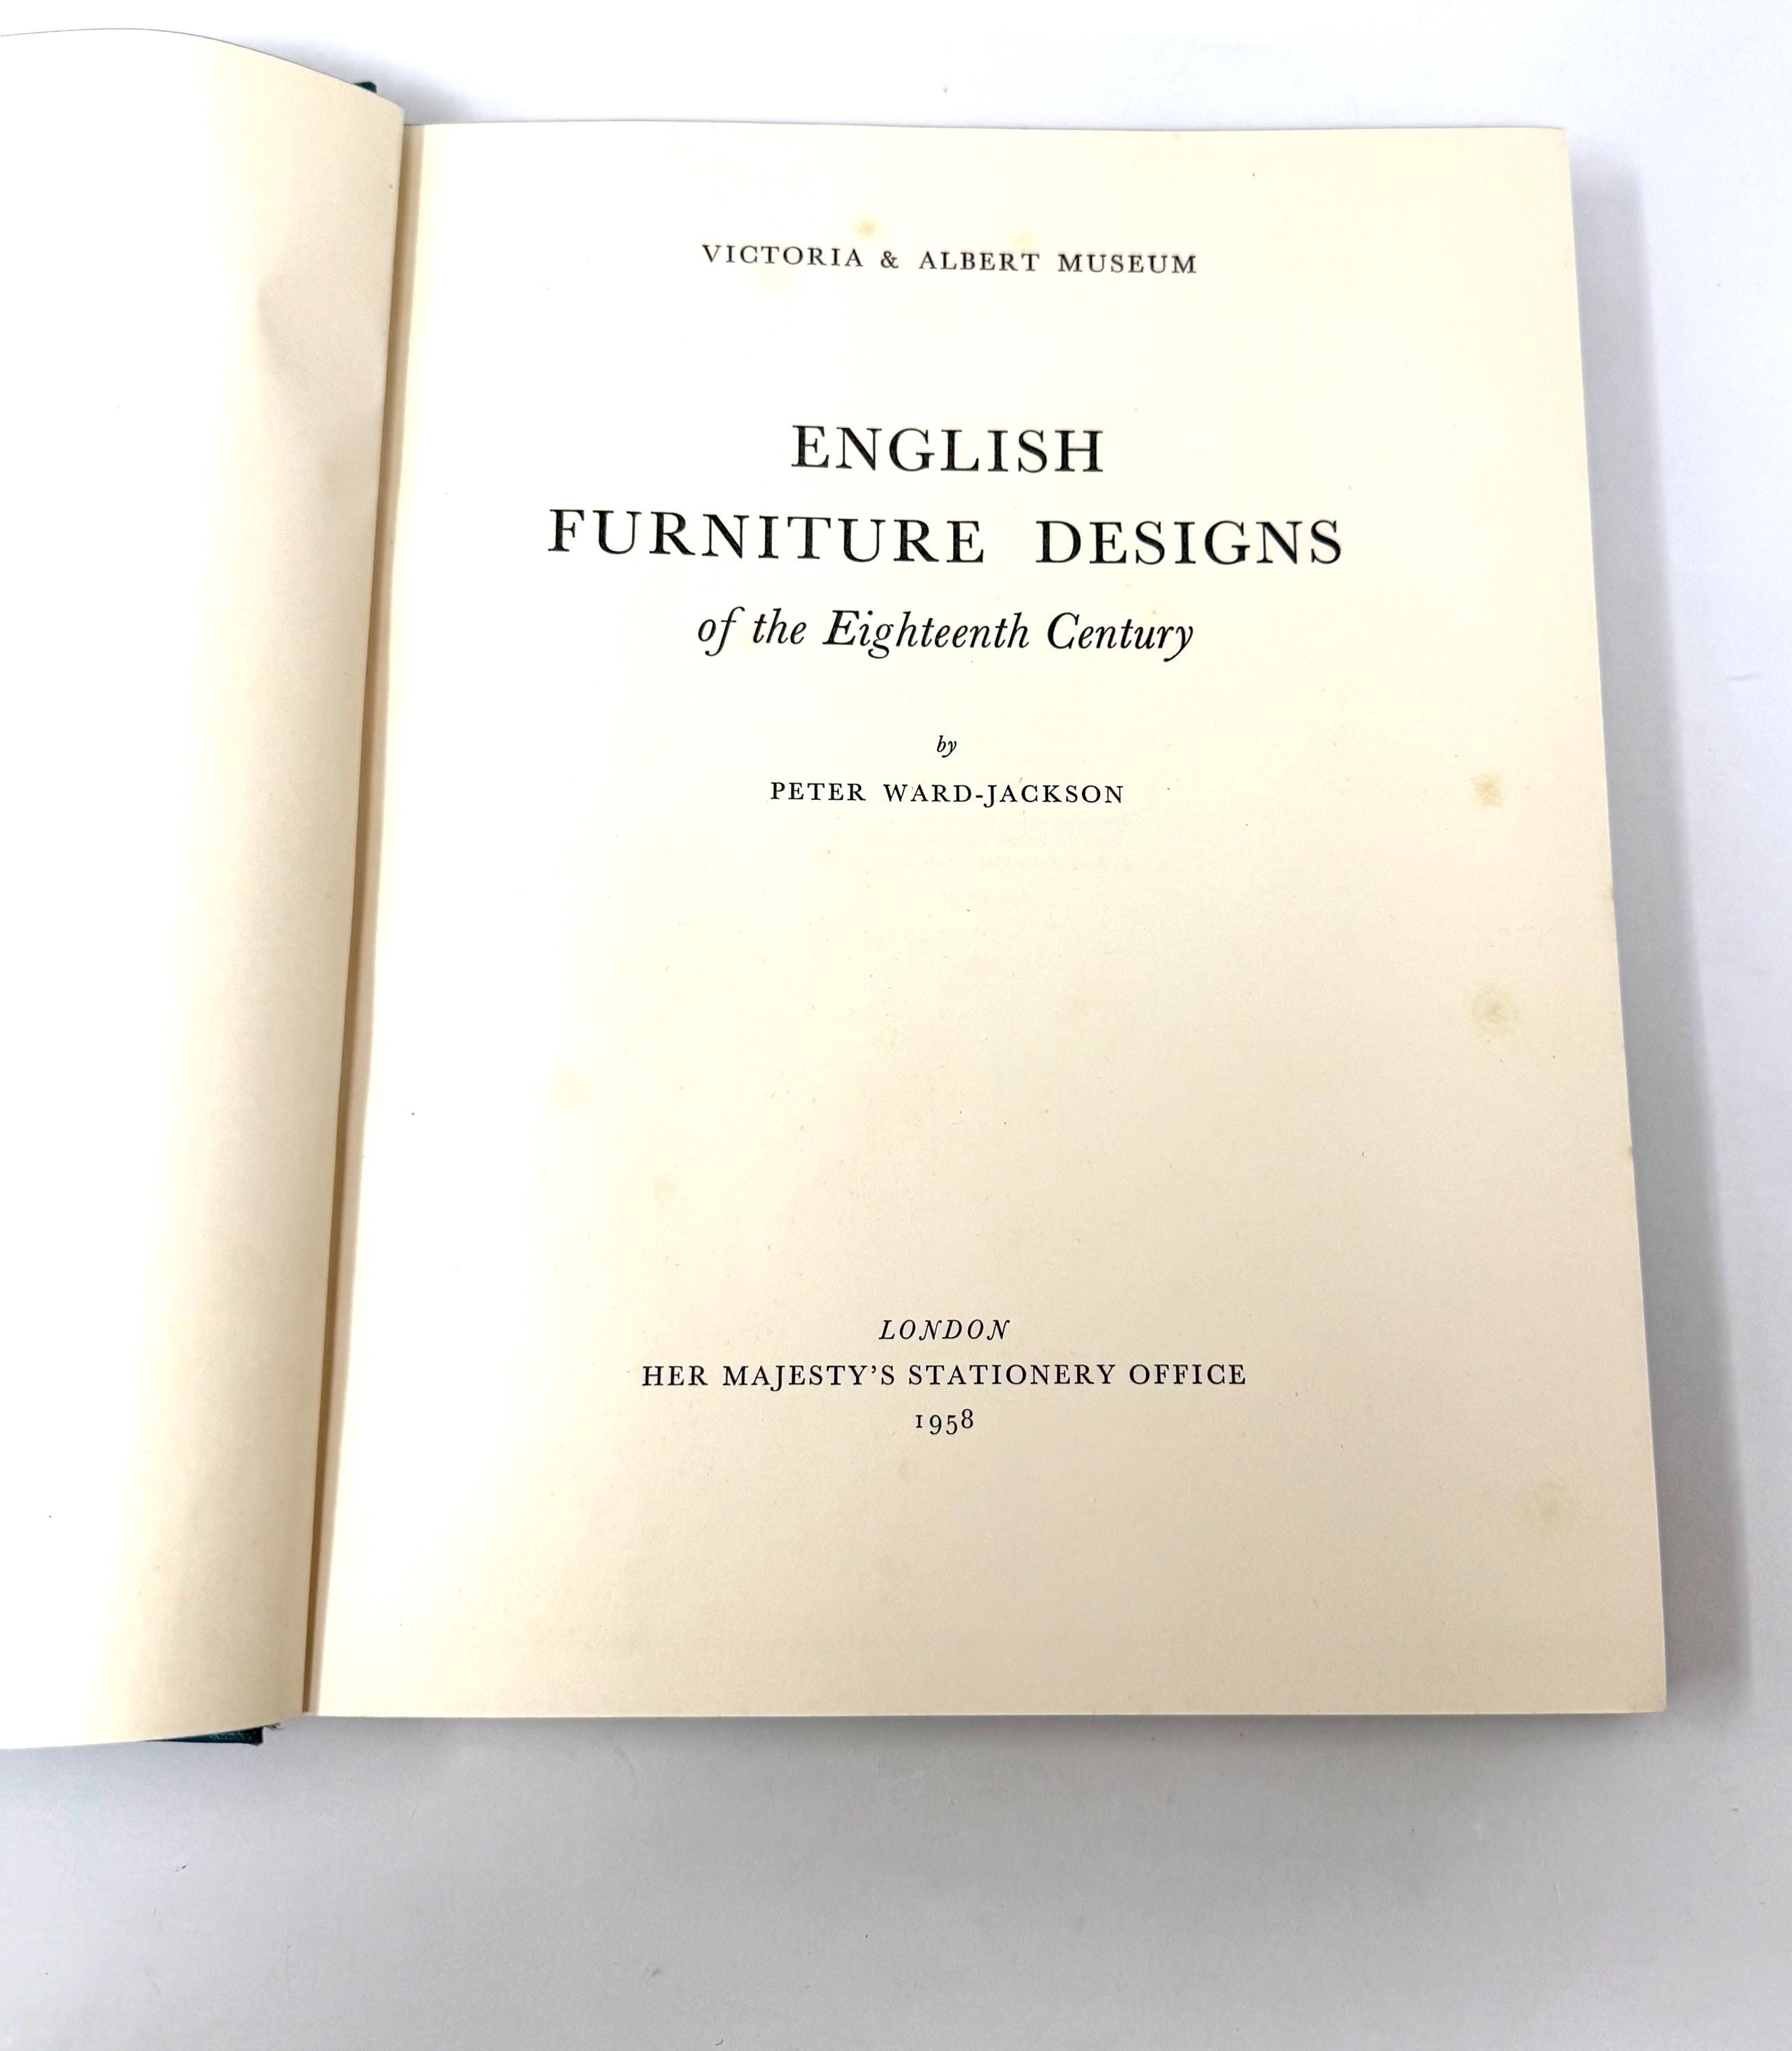 VICTORIA & ALBERT MUSEUM
ENGLISH
FURNITURE DESIGNS
of the Eighteenth Century
by
PETER WARD-JACKSON
LONDON
HER MAJESTY'S STATIONERY OFFICE
1958